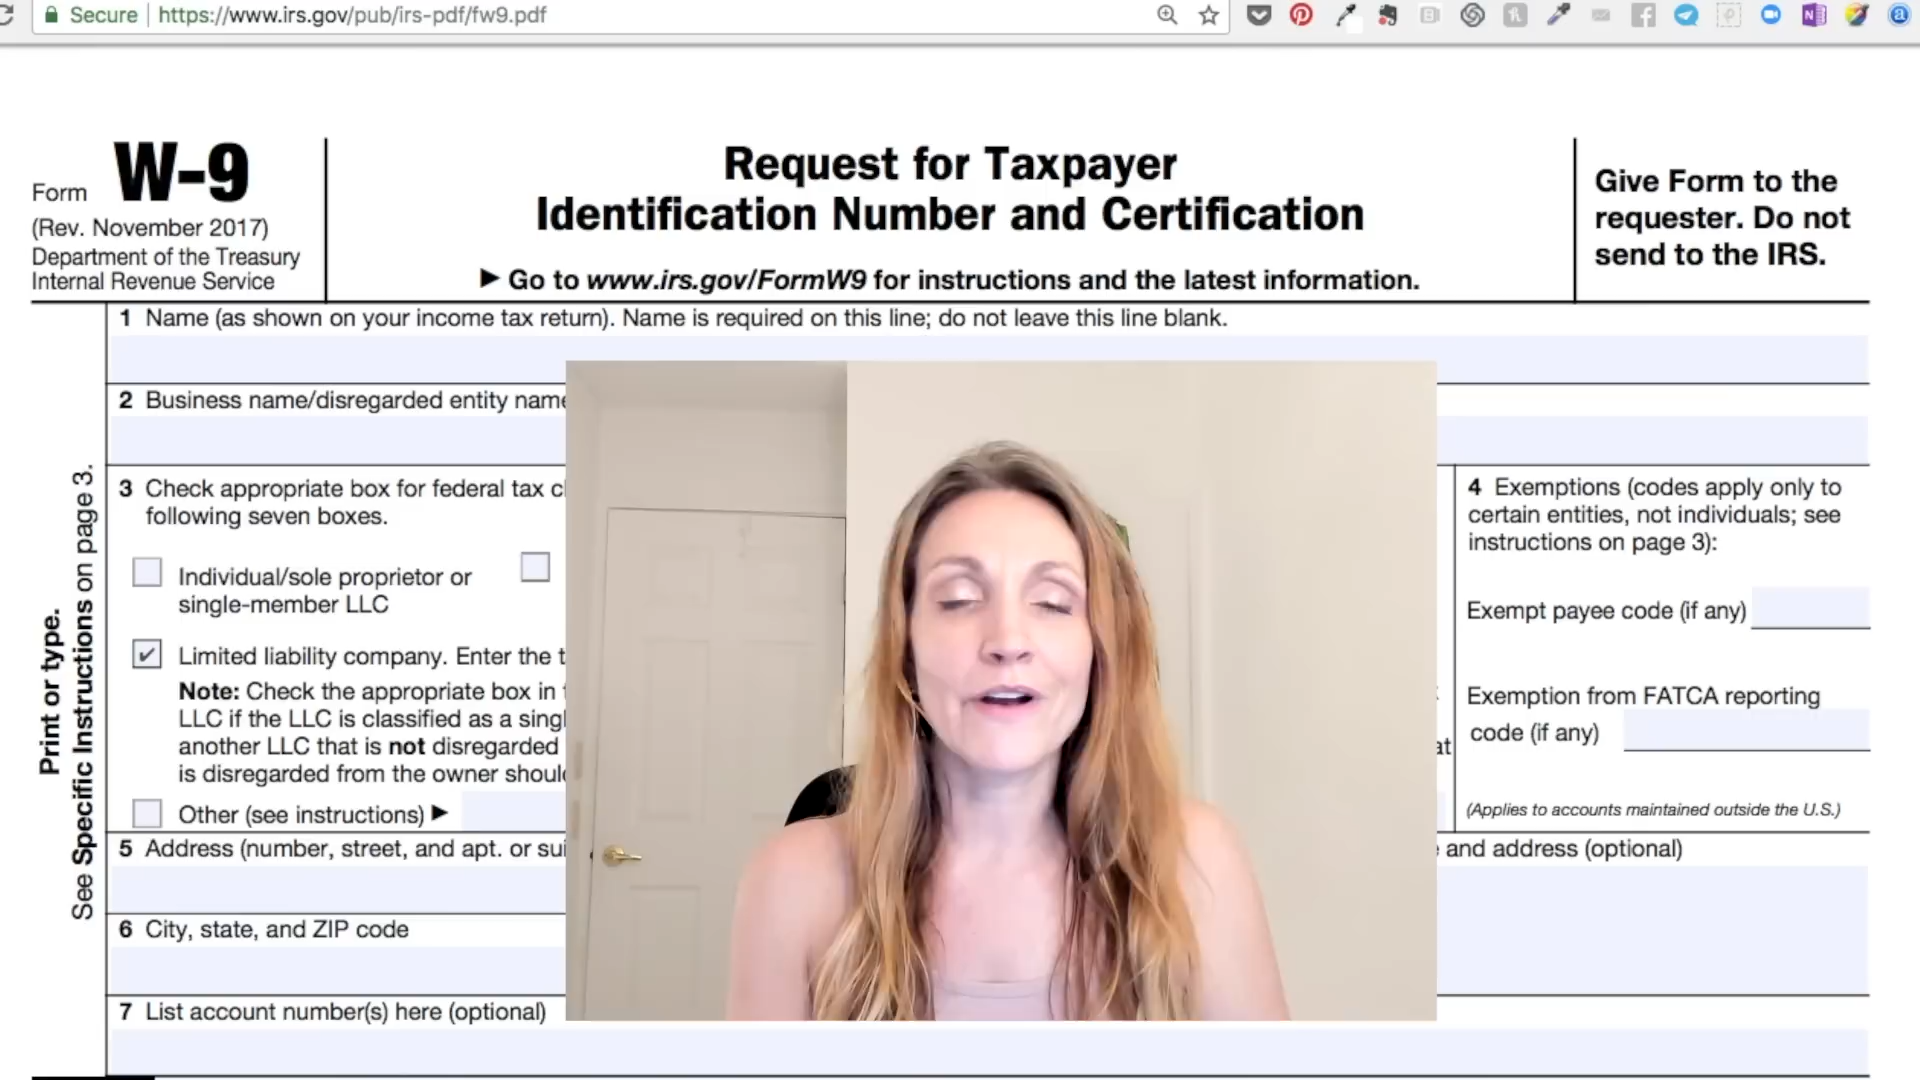 Secure https://www.irs.gov/pub/irs-pdf/fw9.pdf
Form W-9
(Rev. November 2017)
Department of the Treasury
Internal Revenue Service
Request for Taxpayer
Identification Number and Certification
► Go to www.irs.gov/FormW9 for instructions and the latest information.
Give Form to the
requester. Do not
send to the IRS.
Print or type.
See Specific Instructions on page 3.
1 Name (as shown on your income tax return). Name is required on this line; do not leave this line blank.
2 Business name/disregarded entity name
3 Check appropriate box for federal tax
following seven boxes.
Individual/sole proprietor or
single-member LLC
Limited liability company. Enter the
Note: Check the appropriate box in
LLC if the LLC is classified as a
another LLC that is not disregarded
is disregarded from the owner
Other (see instructions) ►
4 Exemptions (codes apply only to
certain entities, not individuals; see
instructions on page 3):
Exempt payee code (if any)
Exemption from FATCA reporting
code (if any)
(Applies to accounts maintained outside the U.S.)
5 Address (number, street, and apt. or
and address (optional)
6 City, state, and ZIP code
7 List account number(s) here (optional)